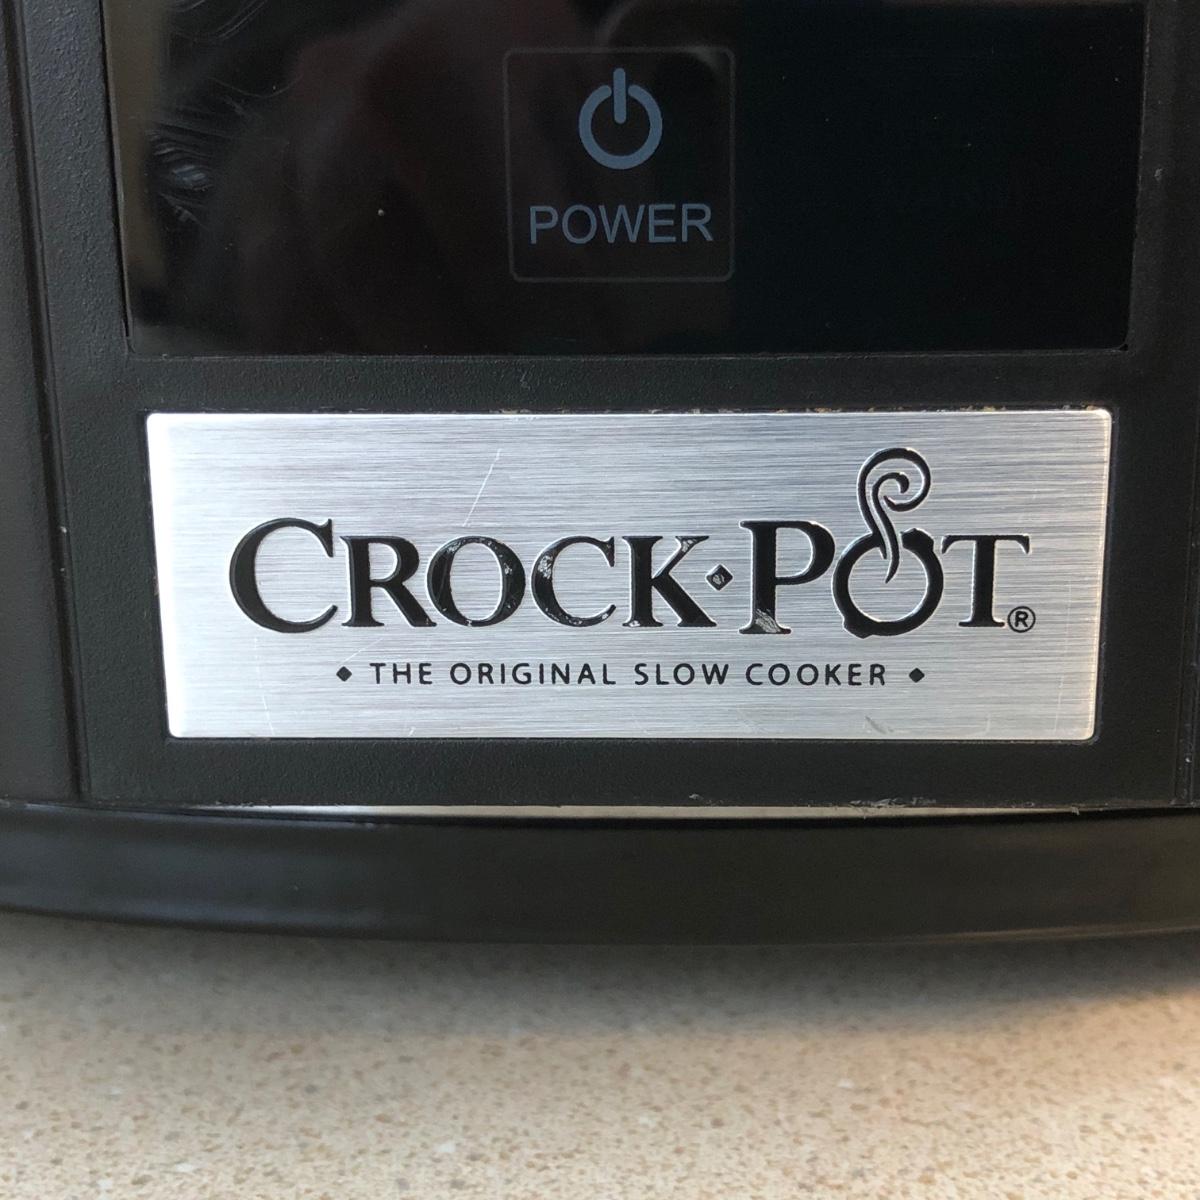 POWER
CROCK·POT®
◆ THE ORIGINAL SLOW COOKER ◆